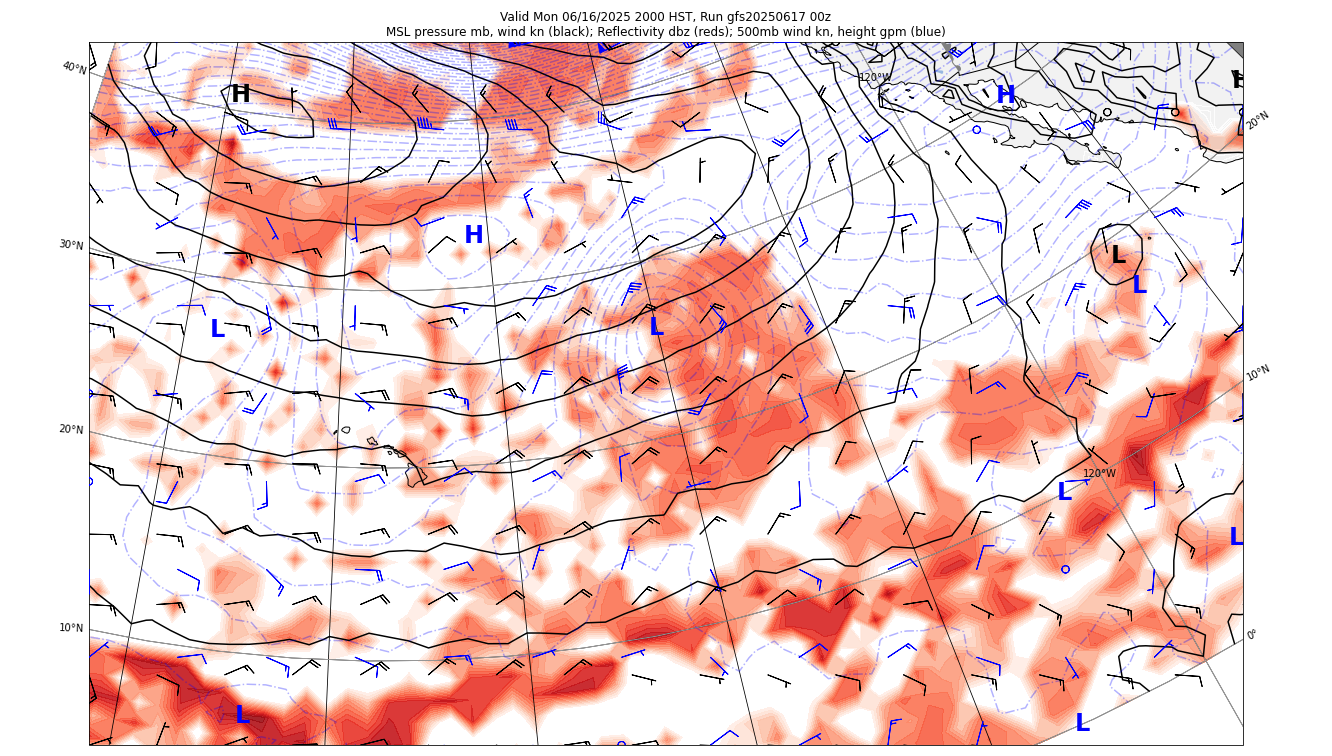 Valid Mon 06/16/2025 2000 HST, Run gfs20250617 00z
MSL pressure mb, wind kn (black); Reflectivity dbz (reds); 500mb wind kn, height gpm (blue)
40°N
120°W
H
H
H
20°N
30°N
H
L
L
L
L
10°N
20°N
120°W
L
L
10°N
0°
L
L